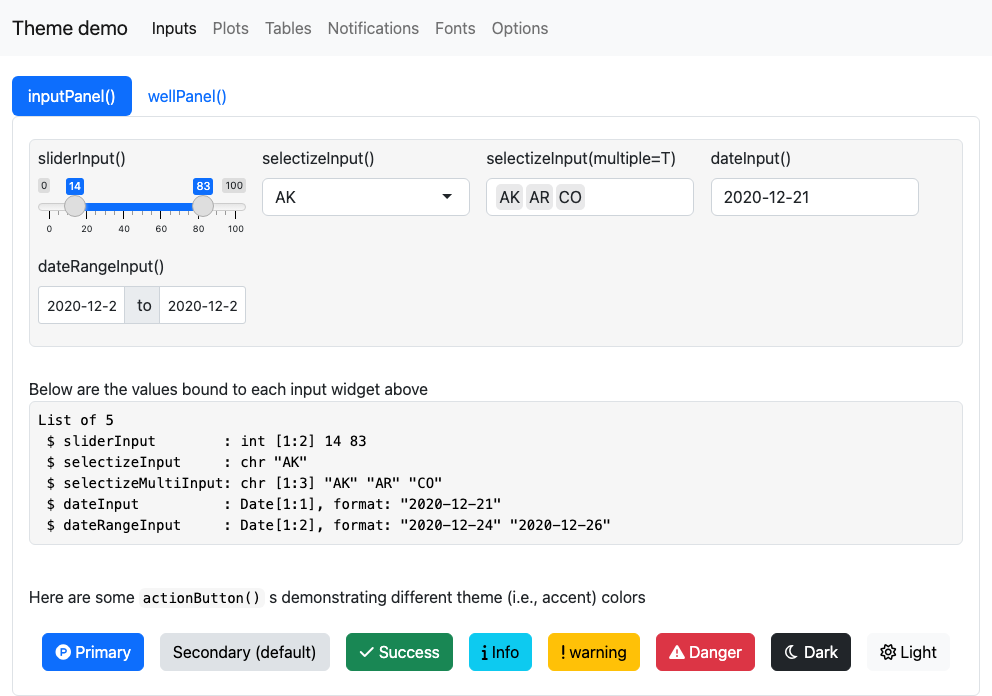 Theme demo Inputs Plots Tables Notifications Fonts Options
inputPanel() wellPanel()
sliderInput() selectizeInput() selectizeInput(multiple=T) dateInput()
0 14 83 100
AK AK AR CO 2020-12-21
0 20 40 60 80 100
dateRangeInput()
2020-12-2 to 2020-12-2
Below are the values bound to each input widget above
List of 5
 $ sliderInput        : int [1:2] 14 83
 $ selectizeInput     : chr "AK"
 $ selectizeMultiInput: chr [1:3] "AK" "AR" "CO"
 $ dateInput          : Date[1:1], format: "2020-12-21"
 $ dateRangeInput     : Date[1:2], format: "2020-12-24" "2020-12-26"
Here are some actionButton() s demonstrating different theme (i.e., accent) colors
Primary Secondary (default) Success Info warning Danger Dark Light